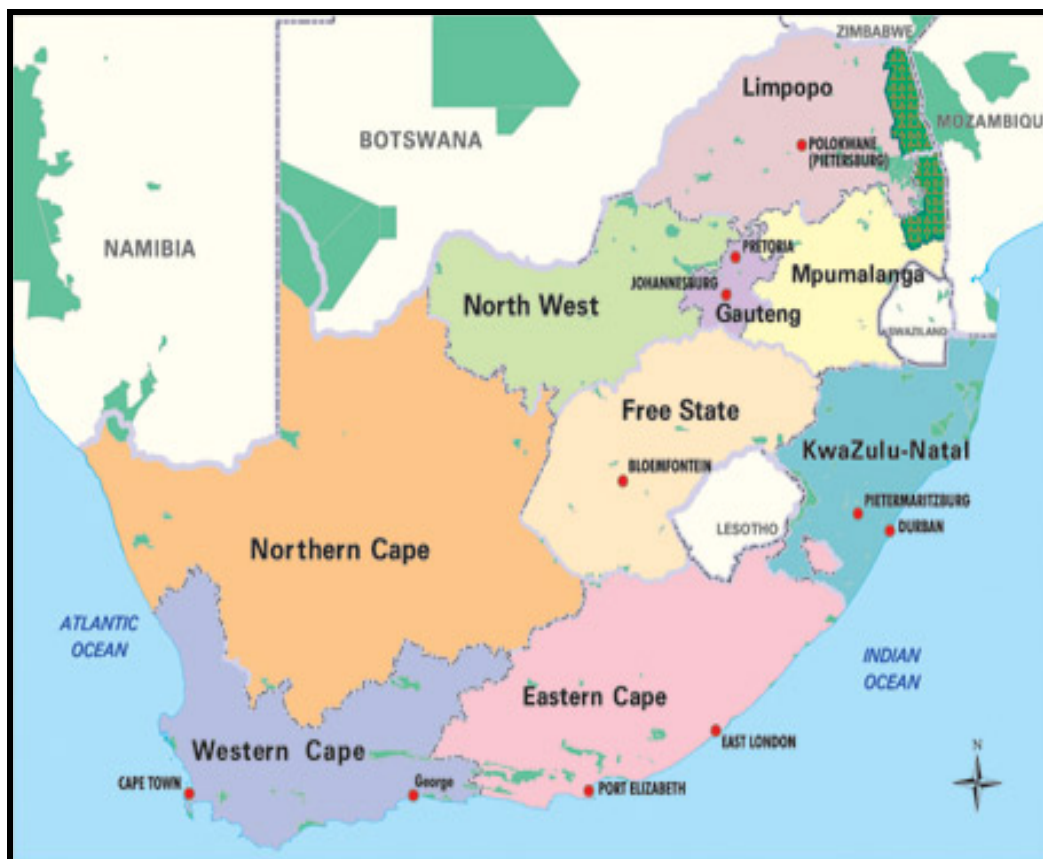 ZIMBABWE
Limpopo
MOZAMBIQU
BOTSWANA
POLOKWANE
(PIETERSBURG)
NAMIBIA
PRETORIA
Mpumalanga
JOHANNESBURG
North West
Gauteng
SWAZILAND
Free State
KwaZulu-Natal
BLOEMFONTEIN
PIETERMARITZBURG
LESOTHO
DURBAN
Northern Cape
ATLANTIC
OCEAN
INDIAN
OCEAN
Eastern Cape
EAST LONDON
Western Cape
N
CAPE TOWN
George
PORT ELIZABETH